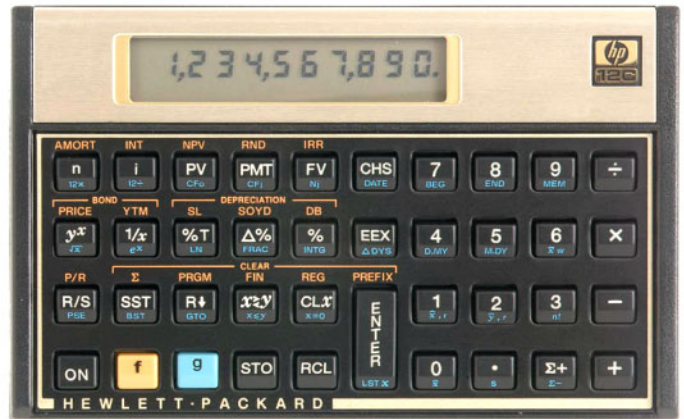 1,234,567,890.
hp
12C
AMORT INT NPV RND IRR
n i PV PMT FV CHS 7 8 9 ÷
12× 12÷ CFo CFj Nj DATE BEG END MEM
BOND DEPRECIATION
PRICE YTM SL SOYD DB
yx 1/x %T Δ% % EEX 4 5 6 ×
√x ex LN FRAC INTG ΔDYS D.MY M.DY x̄w
CLEAR
P/R Σ PRGM FIN REG PREFIX
R/S SST R↓ x≷y CLx ENTER 1 2 3 −
PSE BST GTO x≤y x=0 x̂,r ŷ,r n!
ON f g STO RCL 0 · Σ+ +
LSTx x̄ s Σ−
HEWLETT·PACKARD